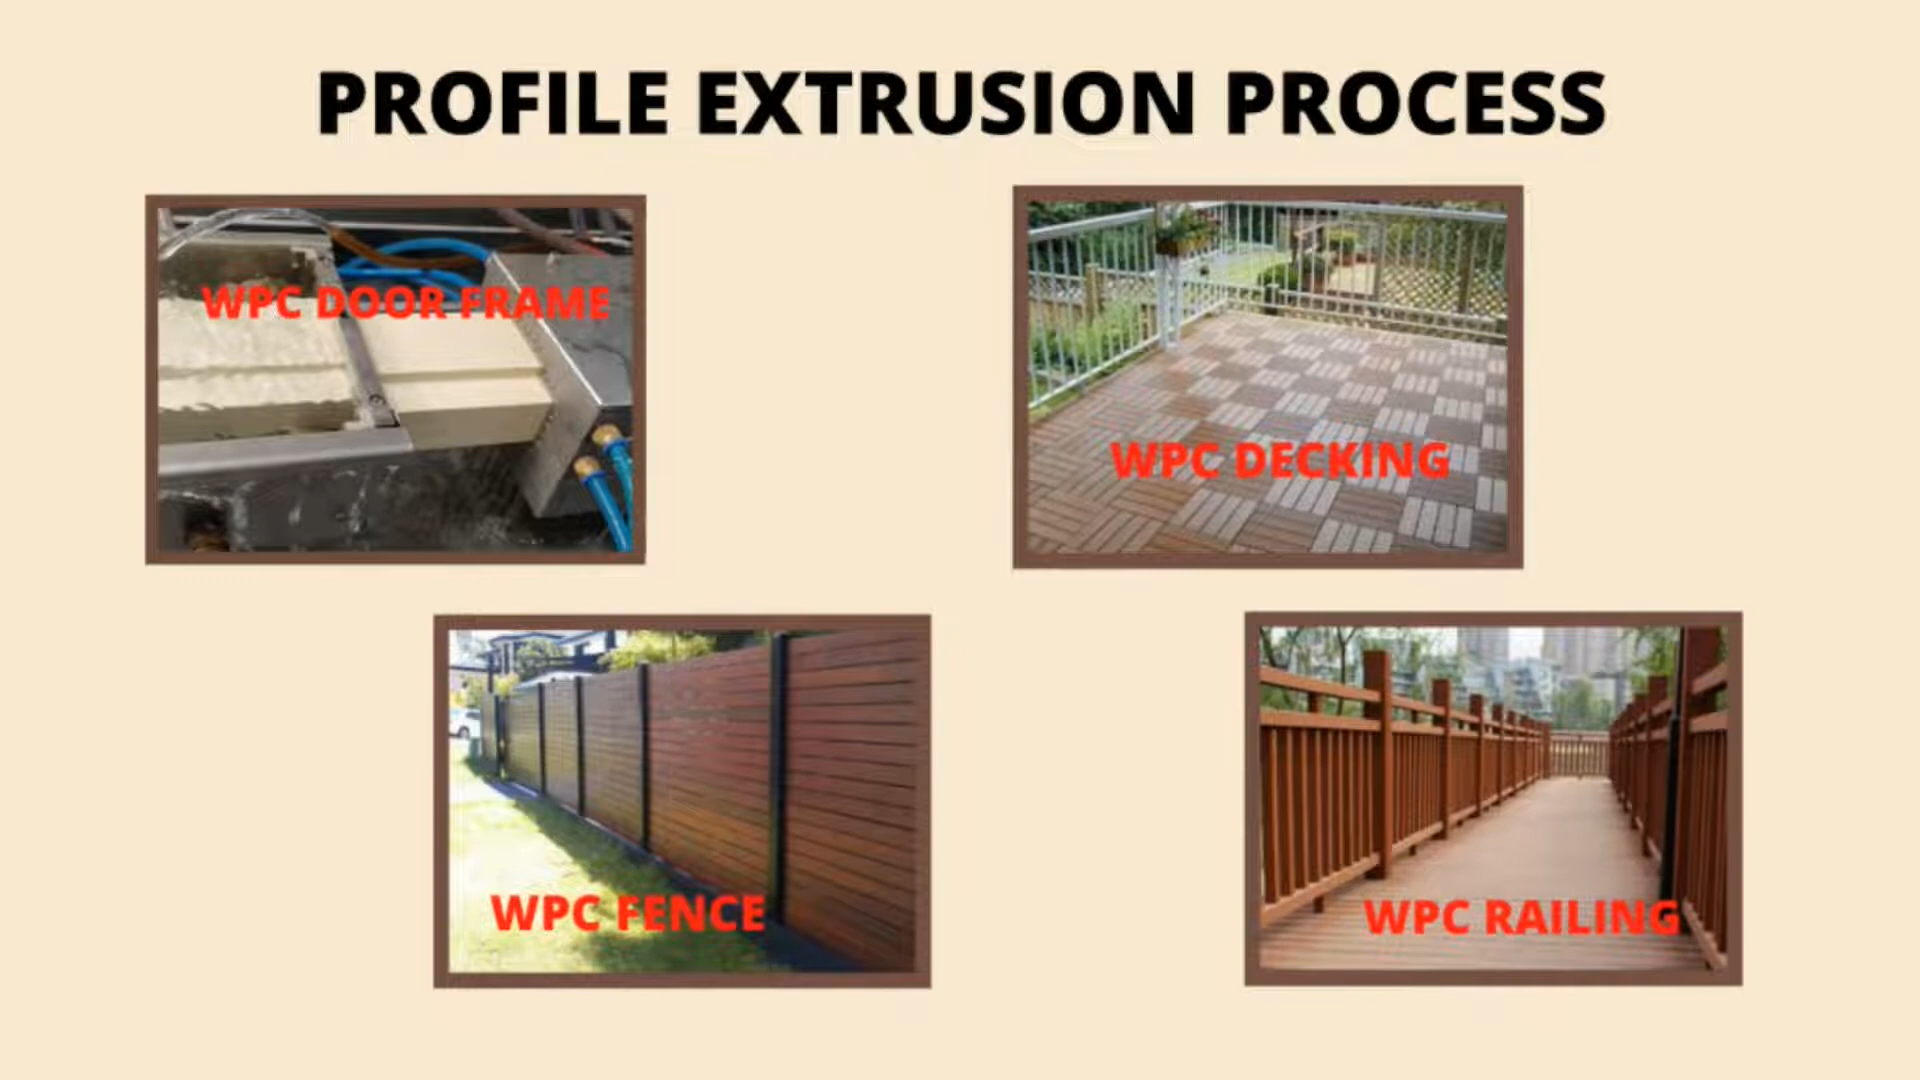 PROFILE EXTRUSION PROCESS
WPC DOOR FRAME
WPC DECKING
WPC FENCE
WPC RAILING